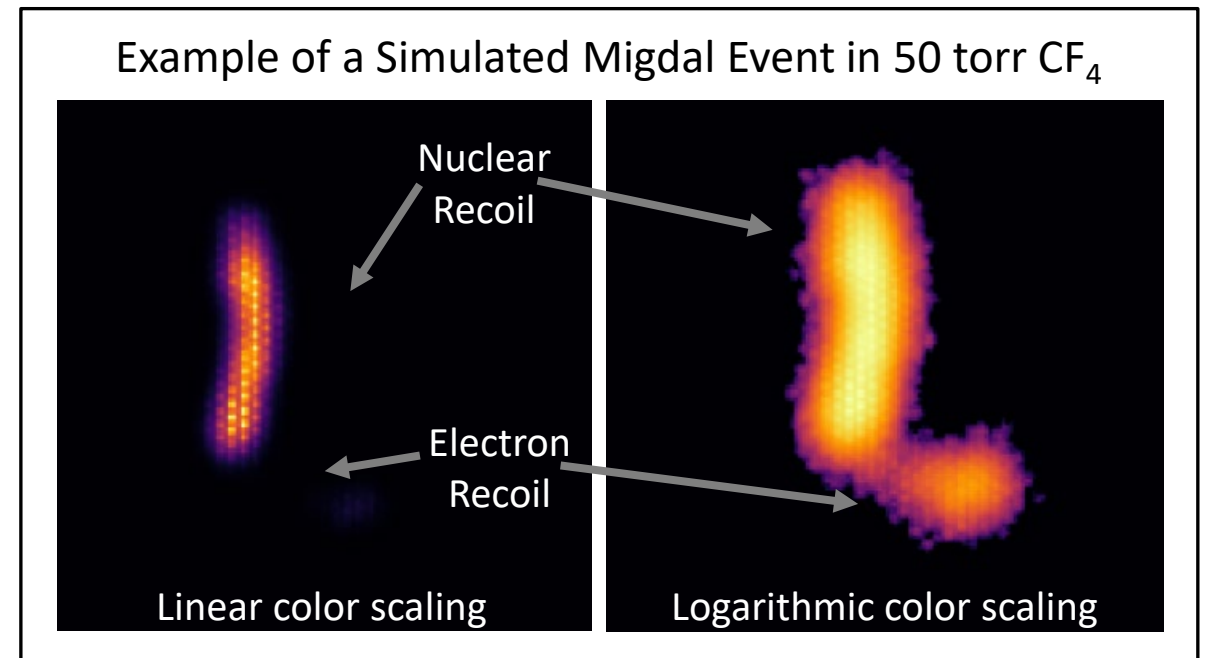 Example of a Simulated Migdal Event in 50 torr CF₄
Nuclear
Recoil
Electron
Recoil
Linear color scaling
Logarithmic color scaling